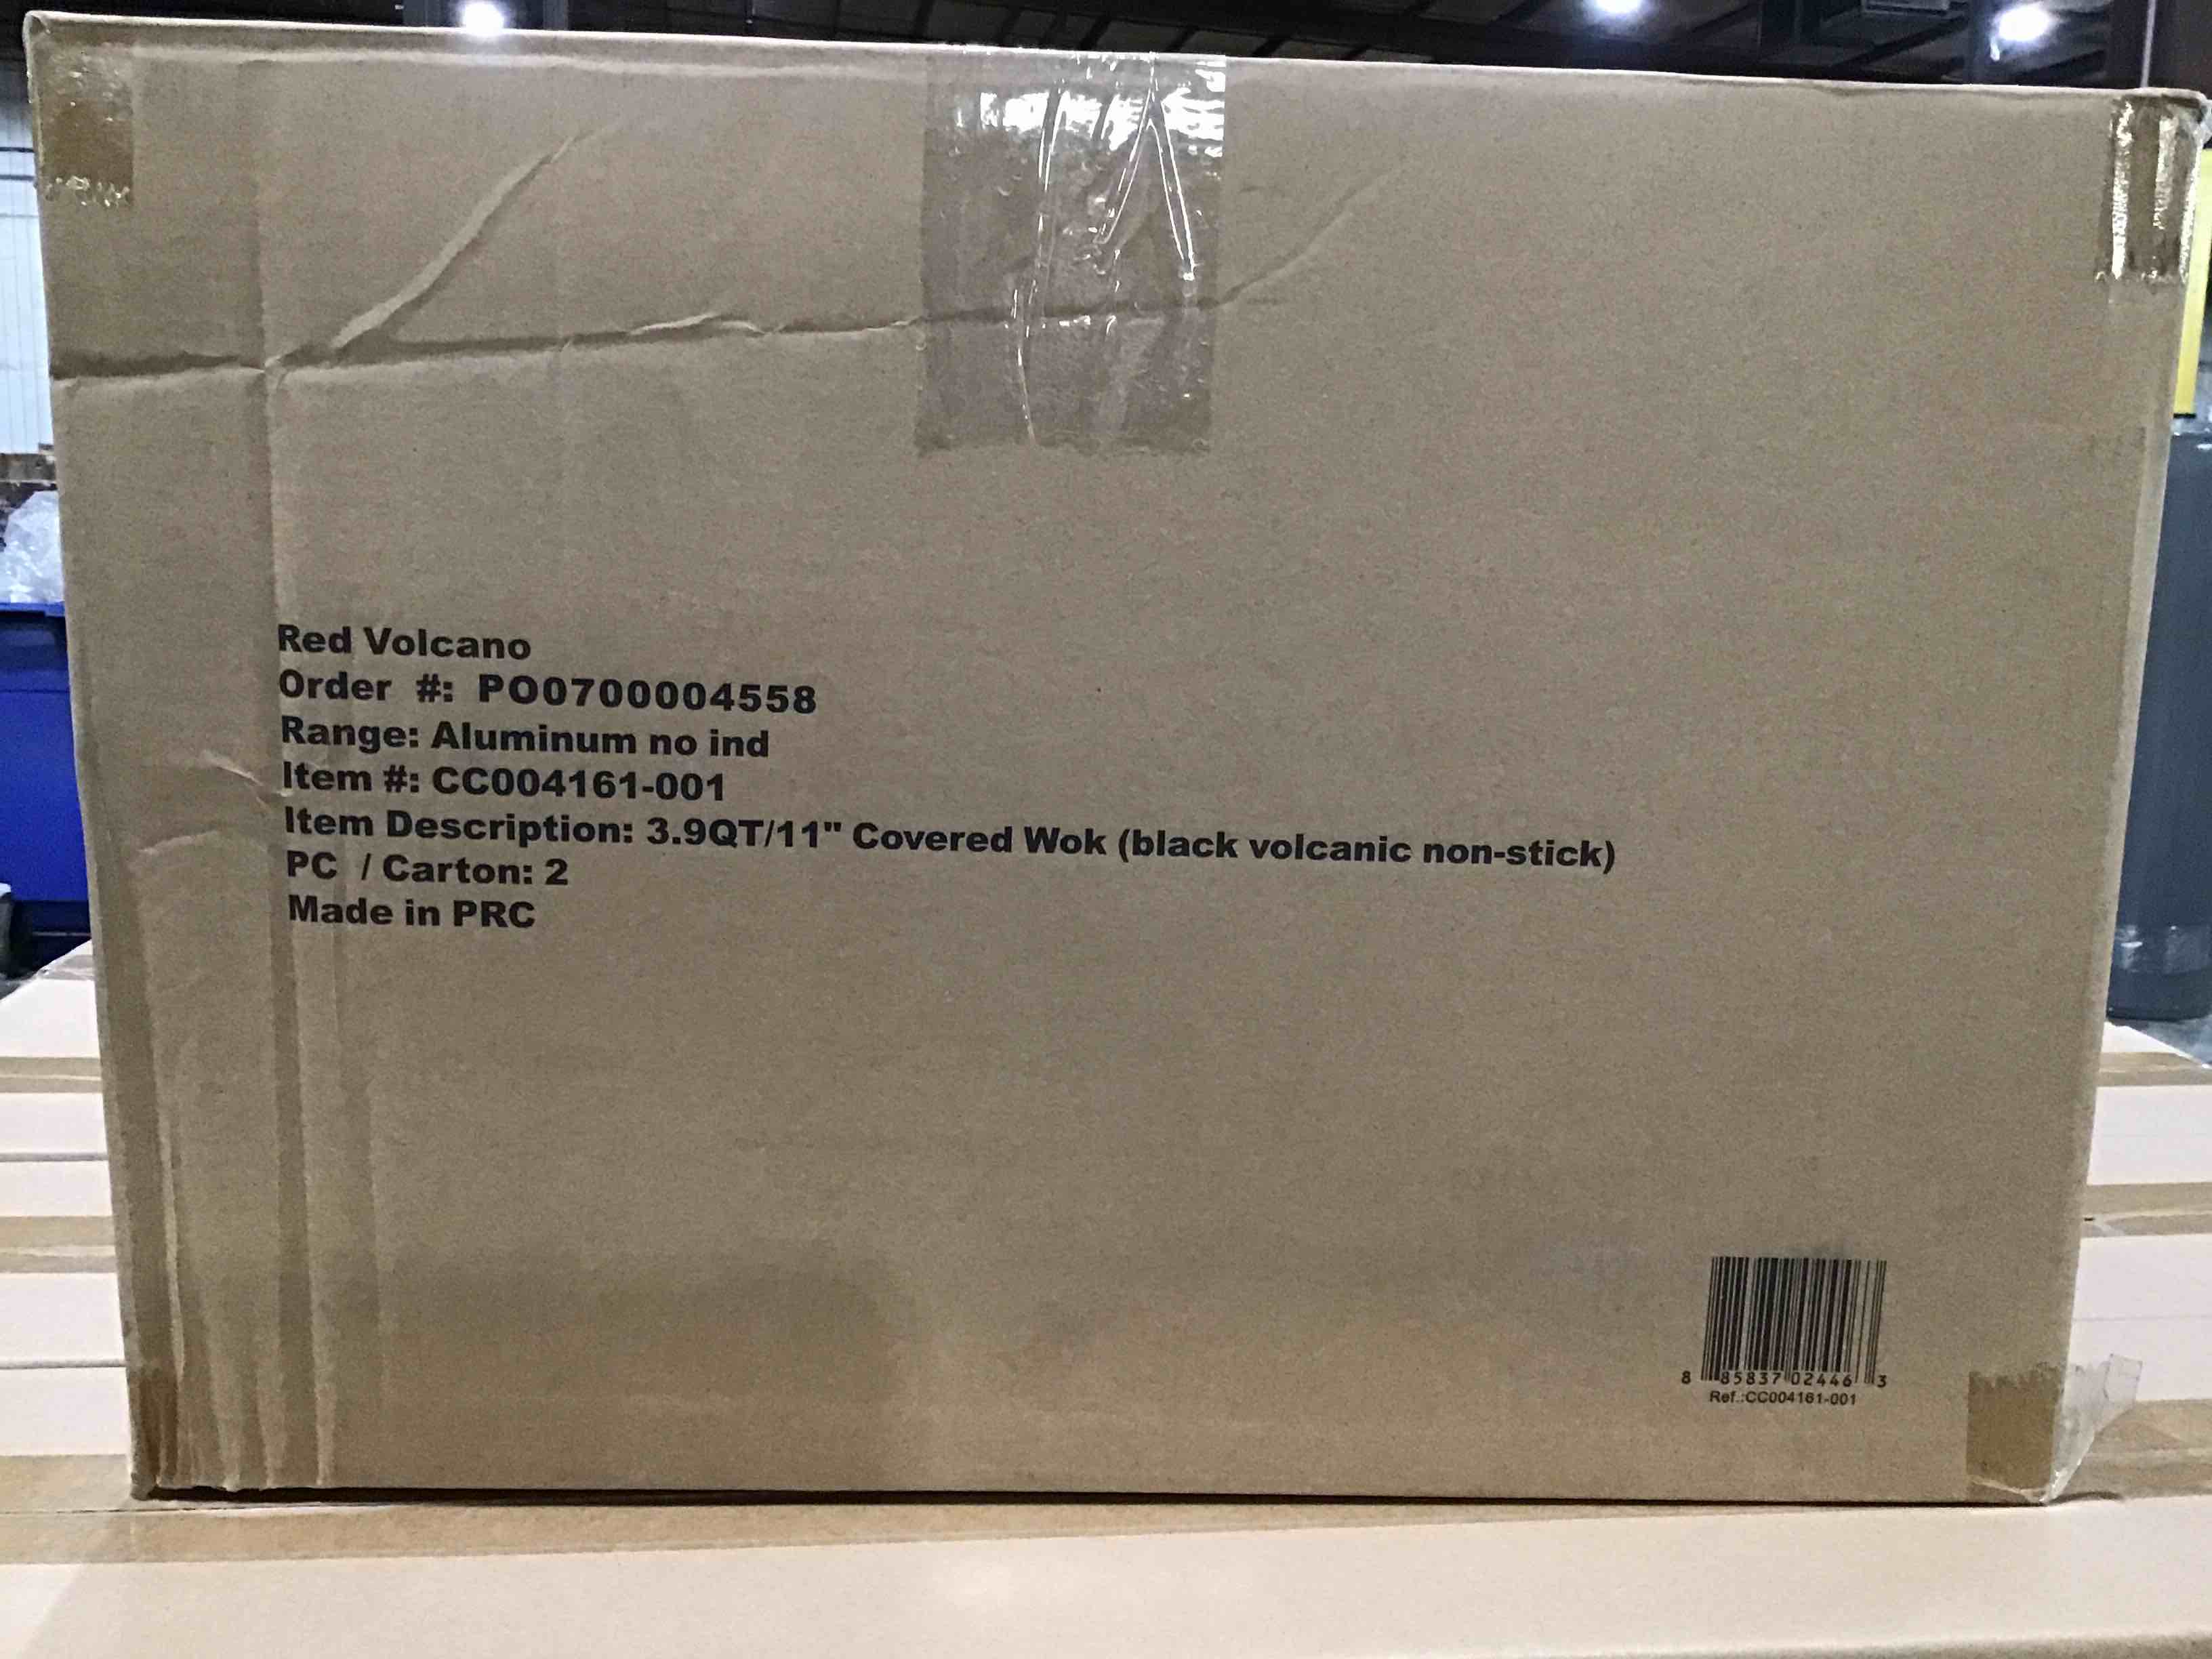 Red Volcano
Order #: PO0700004558
Range: Aluminum no ind
Item #: CC004161-001
Item Description: 3.9QT/11" Covered Wok (black volcanic non-stick)
PC / Carton: 2
Made in PRC
8 85837 02446 3
Ref.:CC004161-001